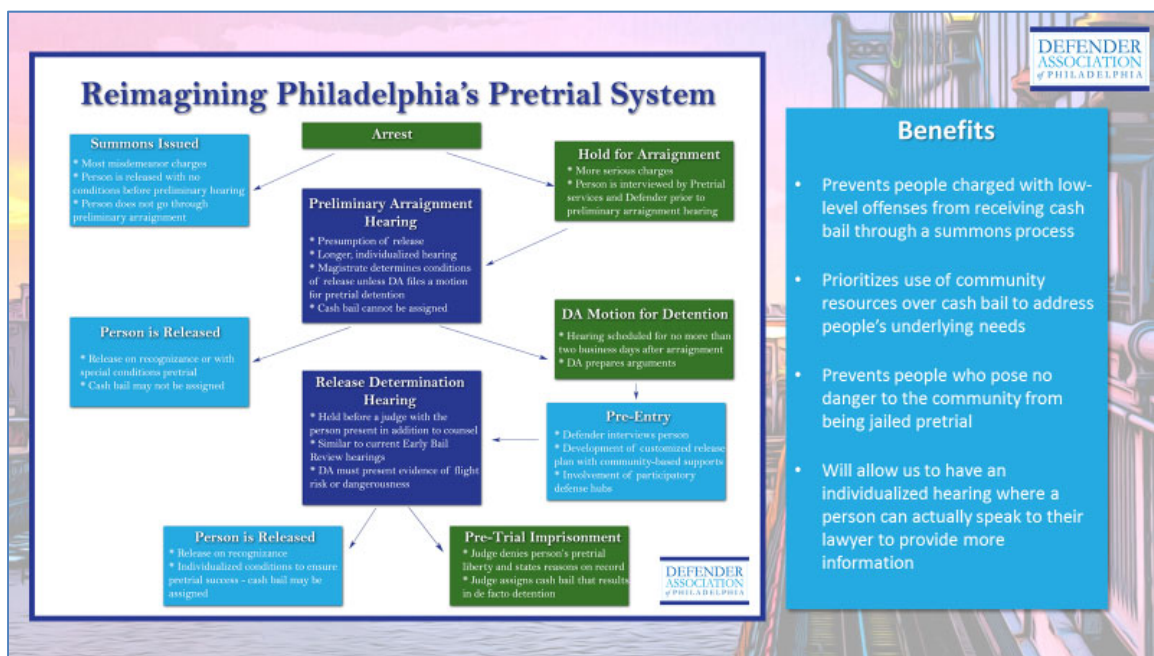 Reimagining Philadelphia's Pretrial System
Arrest
Summons Issued
* Most misdemeanor charges
* Person is released with no
conditions before preliminary hearing
* Person does not go through
preliminary arraignment
Hold for Arraignment
* More serious charges
* Person is interviewed by Pretrial
services and Defender prior to
preliminary arraignment hearing
Preliminary Arraignment
Hearing
* Presumption of release
* Longer, individualized hearing
* Magistrate determines conditions
of release unless DA files a motion
for pretrial detention
* Cash bail cannot be assigned
Person is Released
* Release on recognizance or with
special conditions pretrial
* Cash bail may not be assigned
DA Motion for Detention
* Hearing scheduled for no more than
two business days after arraignment
* DA prepares arguments
Pre-Entry
* Defender interviews person
* Development of customized release
plan with community-based supports
* Involvement of participatory
defense hubs
Release Determination
Hearing
* Held before a judge with the
person present in addition to counsel
* Similar to current Early Bail
Review hearings
* DA must present evidence of flight
risk or dangerousness
Person is Released
* Release on recognizance
* Individualized conditions to ensure
pretrial success - cash bail may be
assigned
Pre-Trial Imprisonment
* Judge denies person's pretrial
liberty and states reasons on record
* Judge assigns cash bail that results
in de facto detention
DEFENDER
ASSOCIATION
of PHILADELPHIA
DEFENDER
ASSOCIATION
of PHILADELPHIA
Benefits
• Prevents people charged with low-
level offenses from receiving cash
bail through a summons process
• Prioritizes use of community
resources over cash bail to address
people's underlying needs
• Prevents people who pose no
danger to the community from
being jailed pretrial
• Will allow us to have an
individualized hearing where a
person can actually speak to their
lawyer to provide more
information